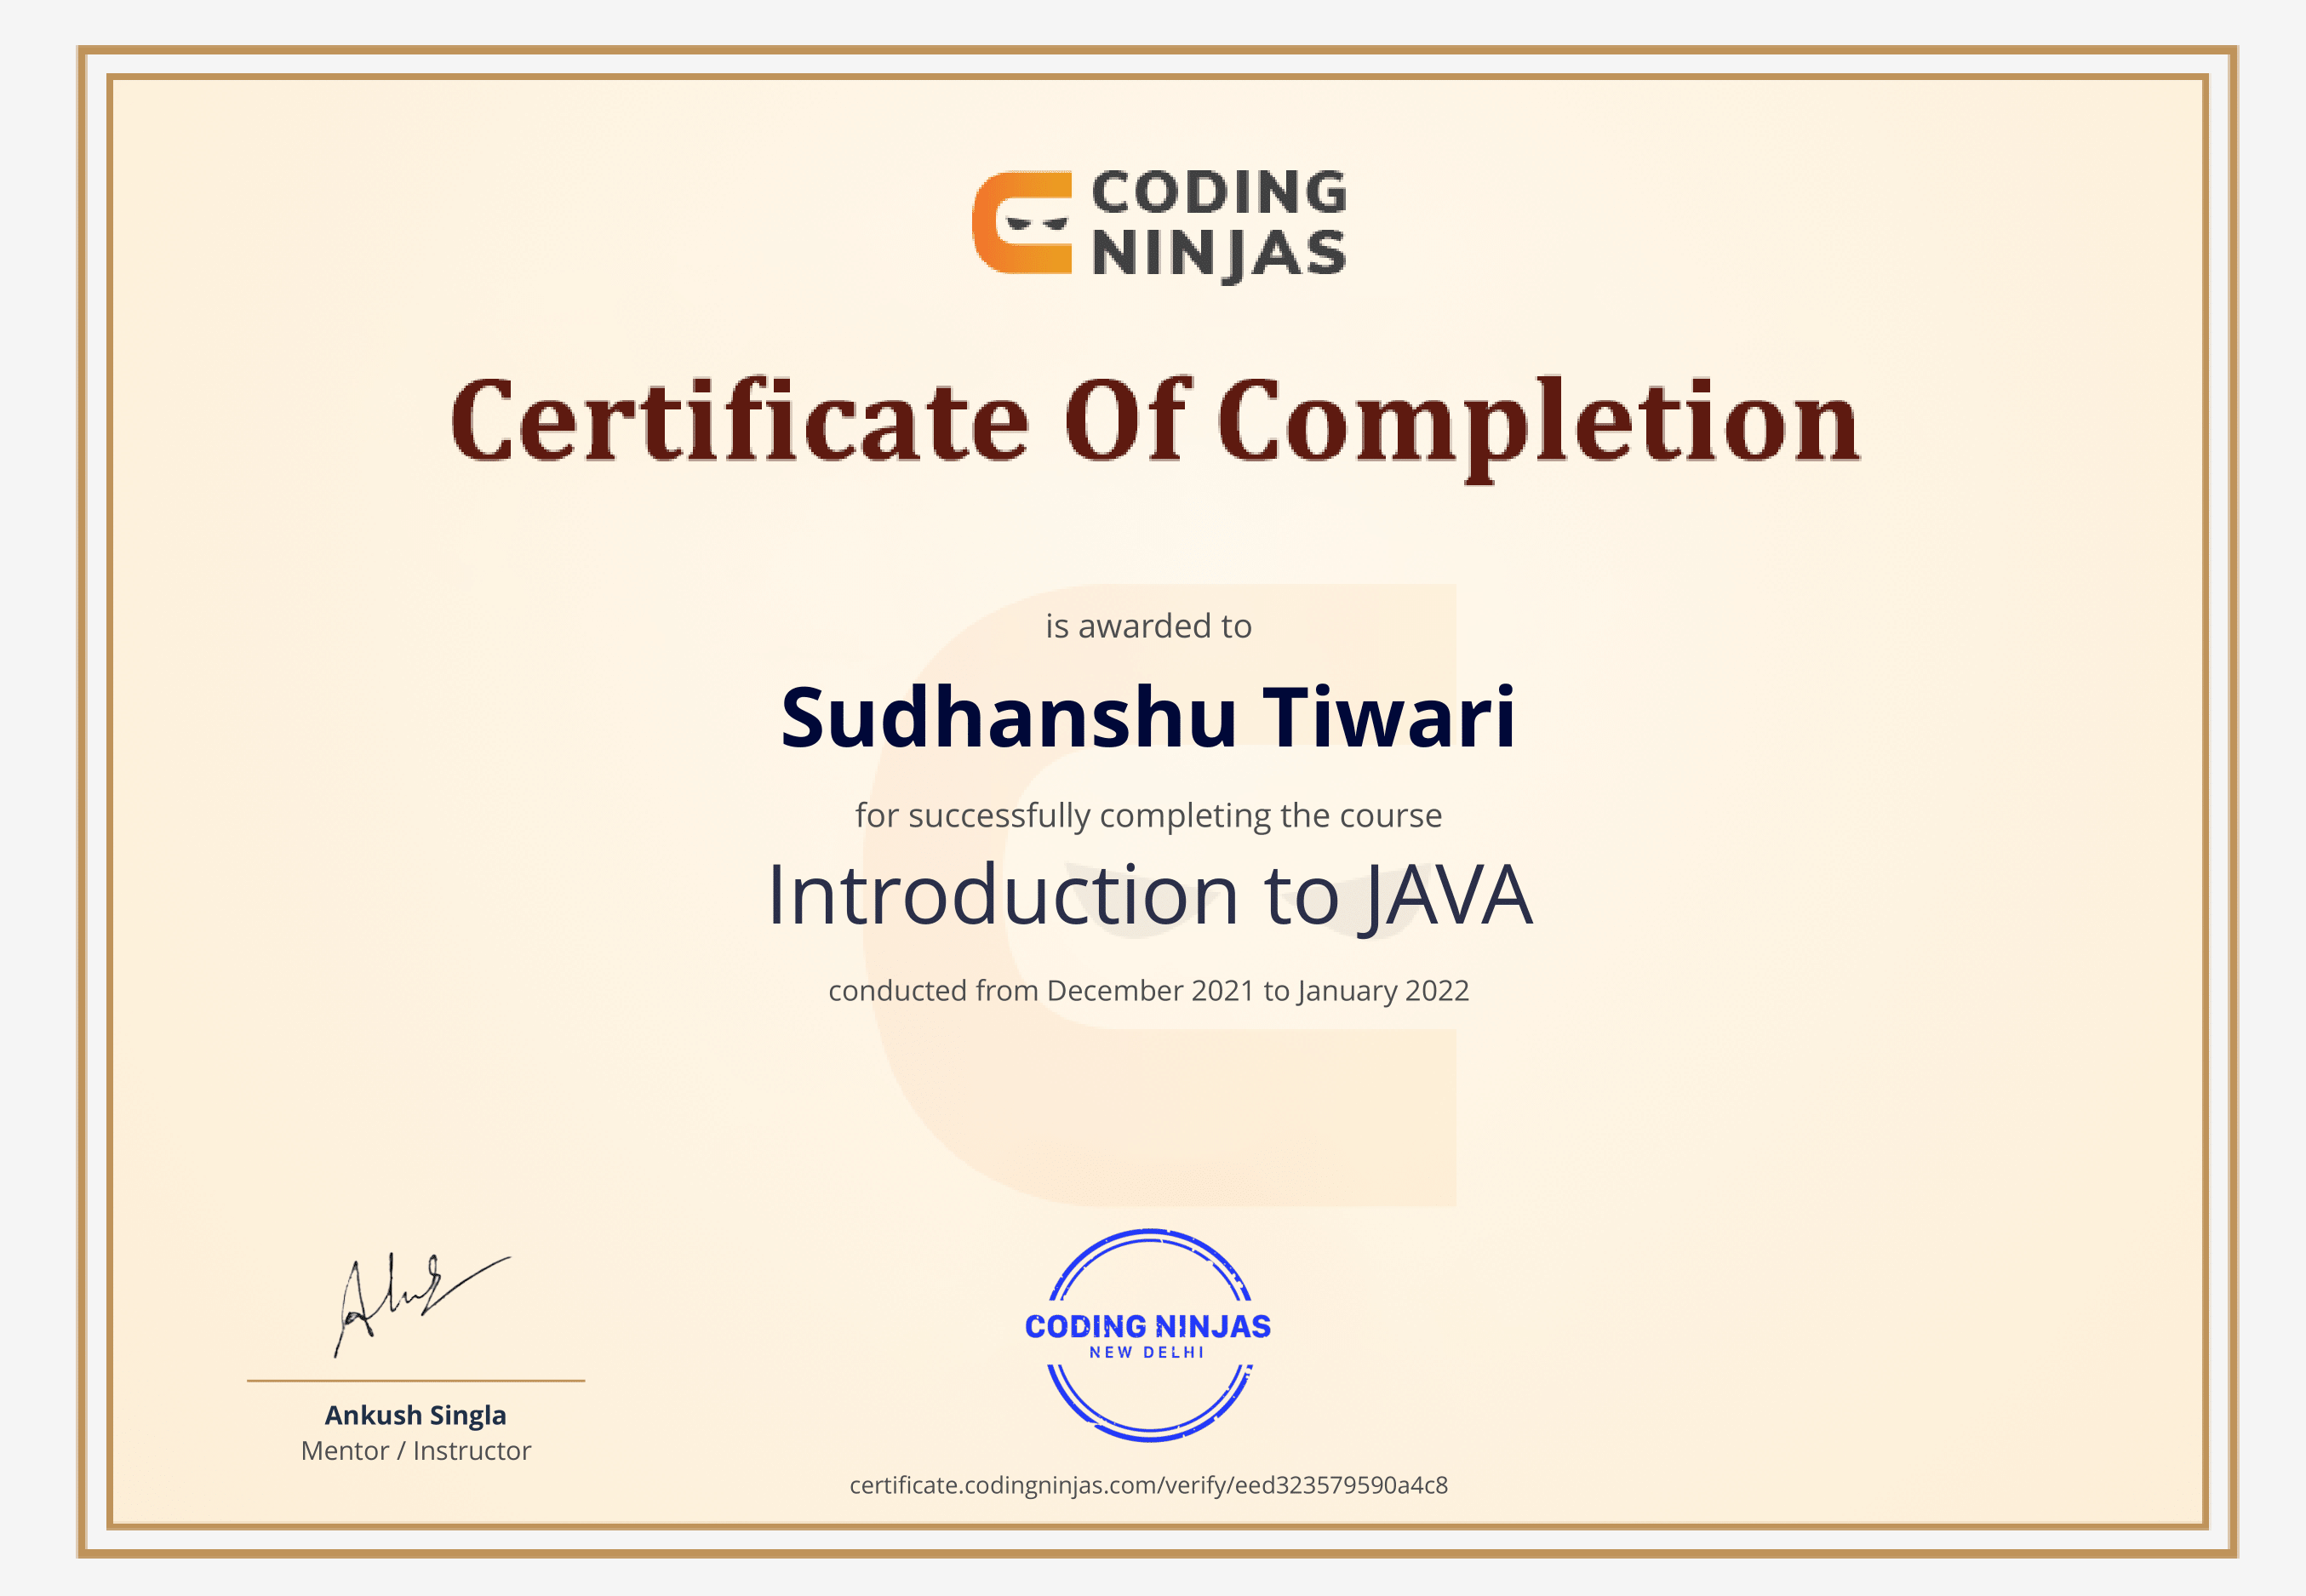 CODING
NINJAS
Certificate Of Completion
is awarded to
Sudhanshu Tiwari
for successfully completing the course
Introduction to JAVA
conducted from December 2021 to January 2022
CODING NINJAS
NEW DELHI
Ankush Singla
Mentor / Instructor
certificate.codingninjas.com/verify/eed323579590a4c8